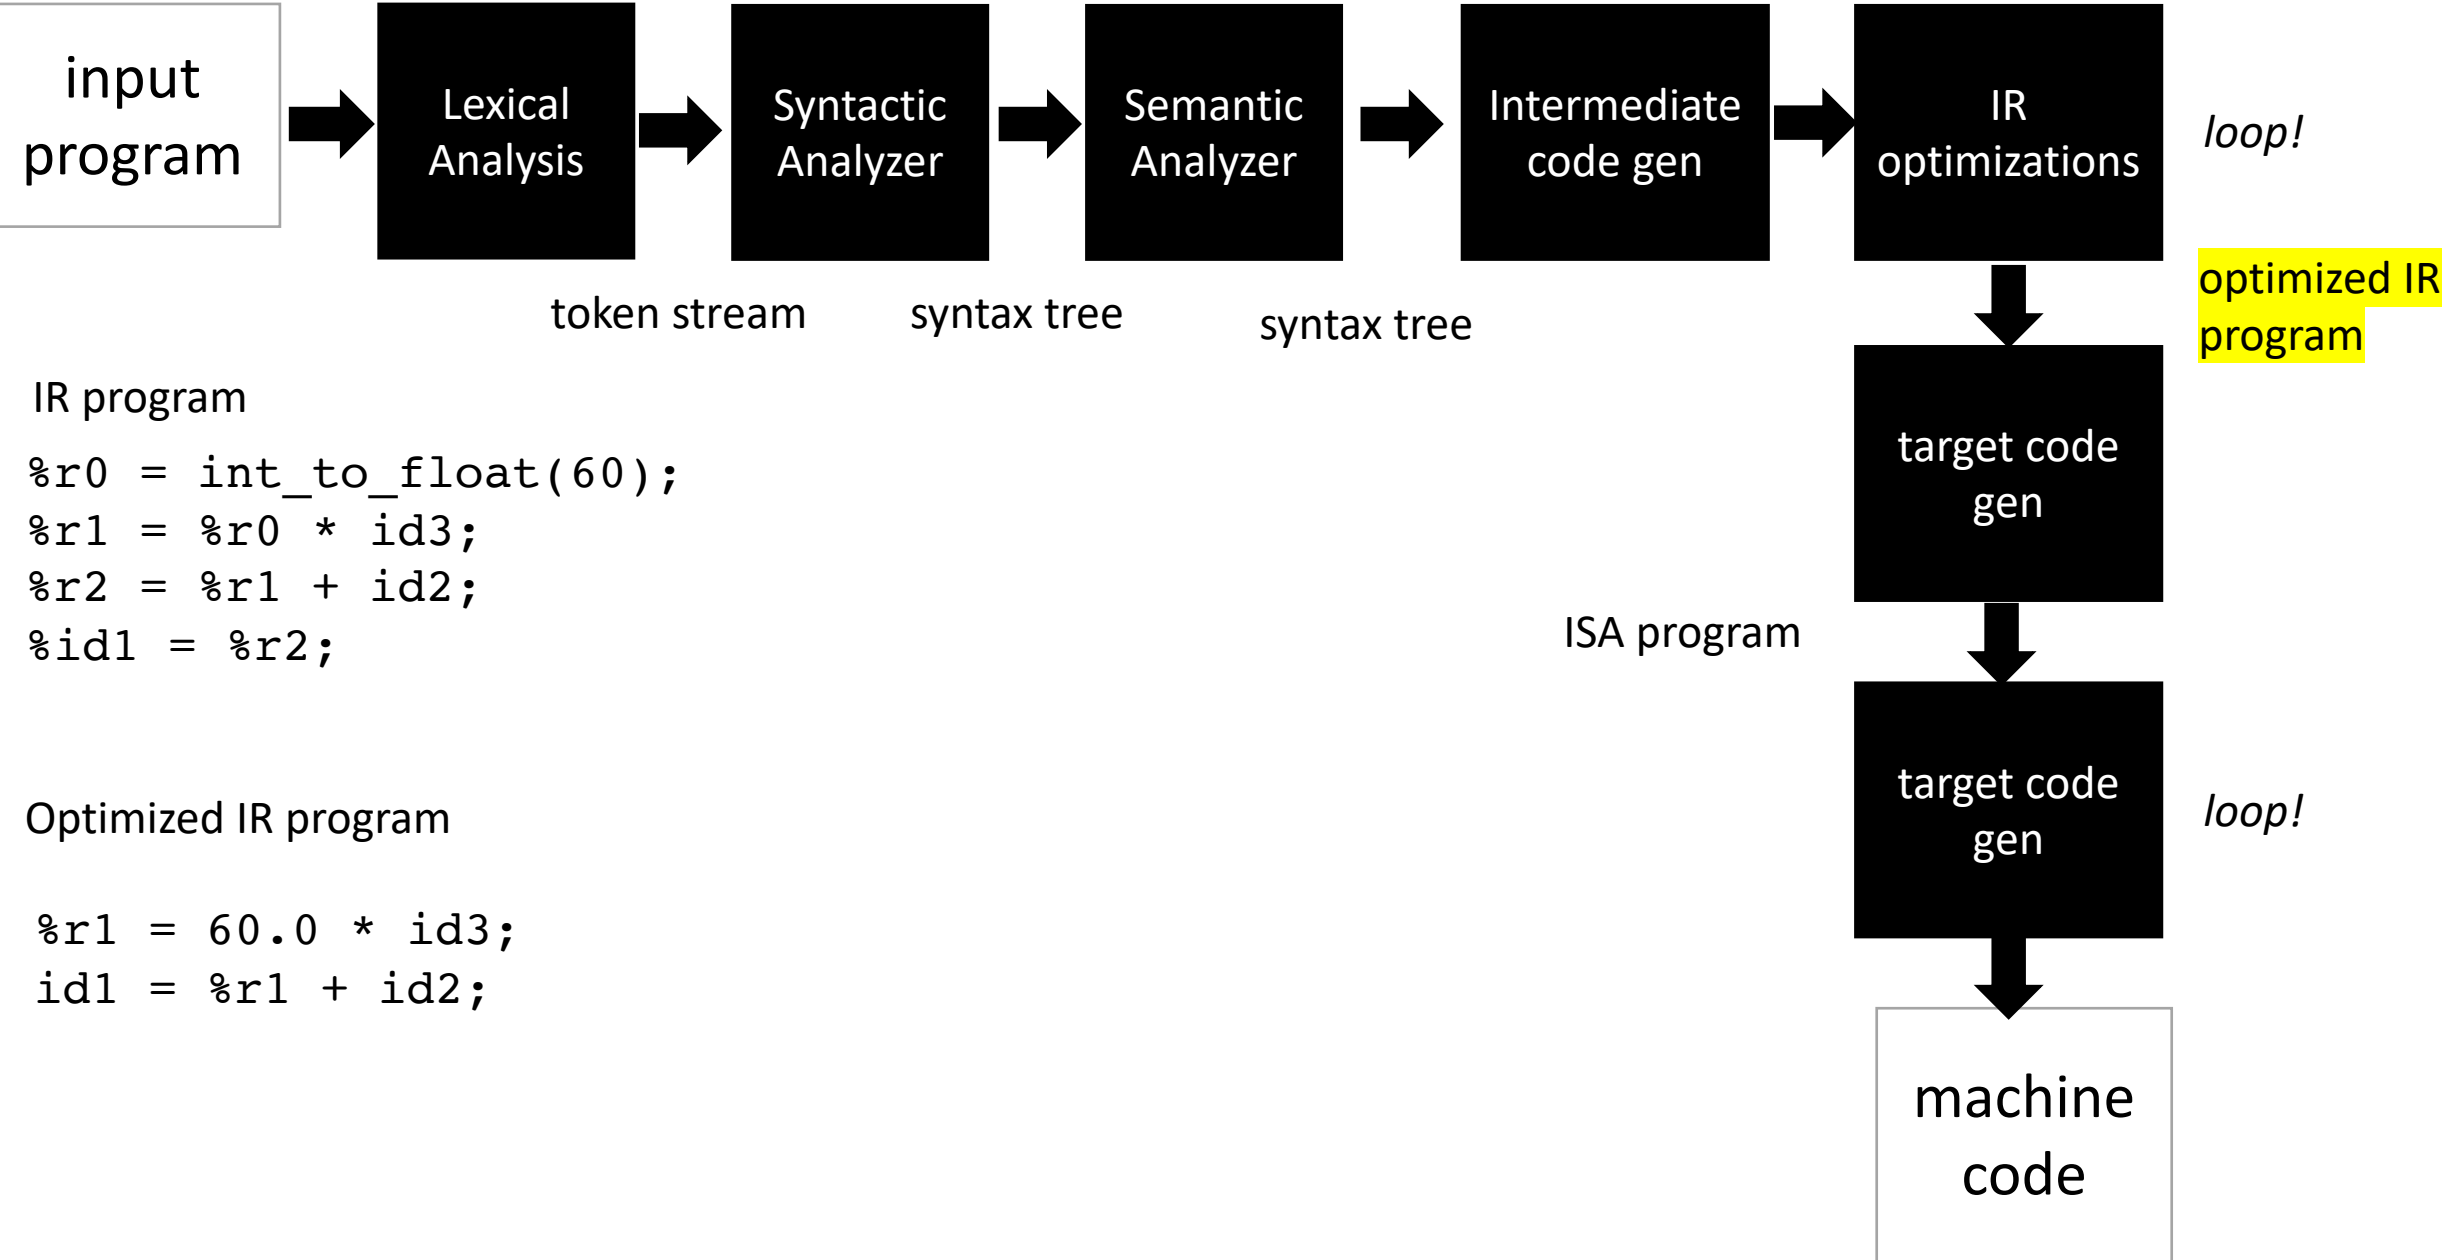 input
program
Lexical
Analysis
Syntactic
Analyzer
Semantic
Analyzer
Intermediate
code gen
IR
optimizations
loop!
token stream
syntax tree
syntax tree
optimized IR
program
IR program
%r0 = int_to_float(60);
%r1 = %r0 * id3;
%r2 = %r1 + id2;
%id1 = %r2;
target code
gen
ISA program
target code
gen
loop!
Optimized IR program
%r1 = 60.0 * id3;
id1 = %r1 + id2;
machine
code